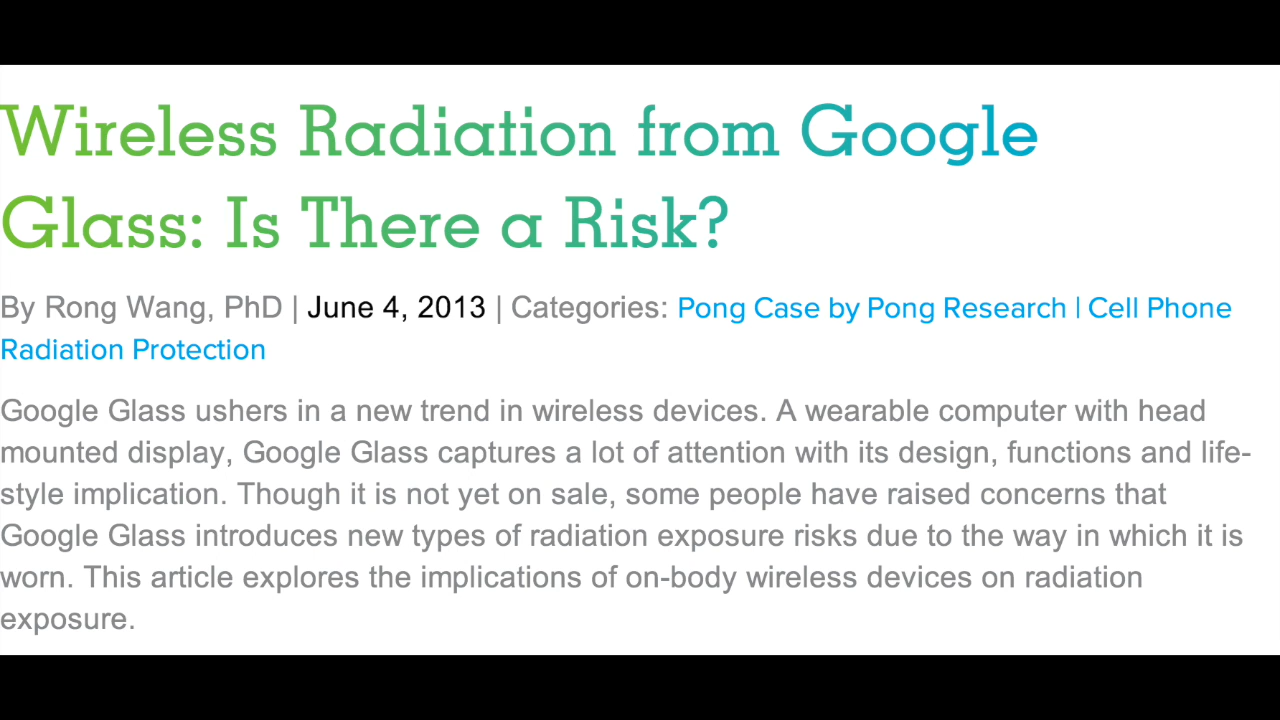 Wireless Radiation from Google
Glass: Is There a Risk?
By Rong Wang, PhD | June 4, 2013 | Categories: Pong Case by Pong Research | Cell Phone
Radiation Protection
Google Glass ushers in a new trend in wireless devices. A wearable computer with head
mounted display, Google Glass captures a lot of attention with its design, functions and life-
style implication. Though it is not yet on sale, some people have raised concerns that
Google Glass introduces new types of radiation exposure risks due to the way in which it is
worn. This article explores the implications of on-body wireless devices on radiation
exposure.